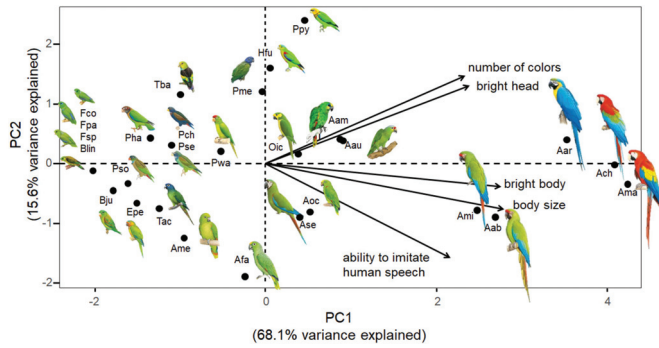 Ppy
Hfu
Tba
Pme
number of colors
bright head
Fco
Fpa
Fsp
Blin
Pha
Pch
Pse
Pwa
Oic
Aam
Aau
Aar
Ach
Ama
Pso
Bju
Epe
Tac
Ame
Afa
Aoc
Ase
Ami
Aab
bright body
body size
ability to imitate
human speech
2
1
0
-1
-2
PC2
(15.6% variance explained)
-2
0
2
4
PC1
(68.1% variance explained)